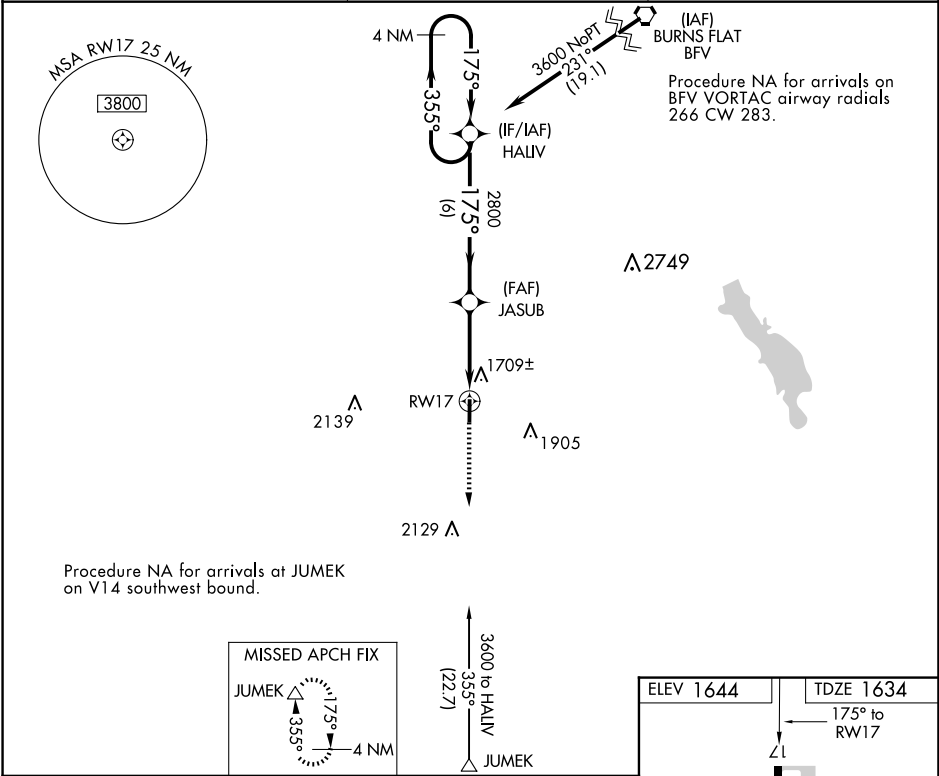 MSA RW17 25 NM
3800
4 NM
175°
355°
(IF/IAF)
HALIV
3600 NoPT
231°
(19.1)
(IAF)
BURNS FLAT
BFV
Procedure NA for arrivals on
BFV VORTAC airway radials
266 CW 283.
2800
175°
(6)
(FAF)
JASUB
2749
1709±
RW17
2139
1905
2129
Procedure NA for arrivals at JUMEK
on V14 southwest bound.
MISSED APCH FIX
JUMEK
175°
355°
4 NM
3600 to HALIV
355°
(22.7)
JUMEK
ELEV 1644
TDZE 1634
175° to
RW17
17